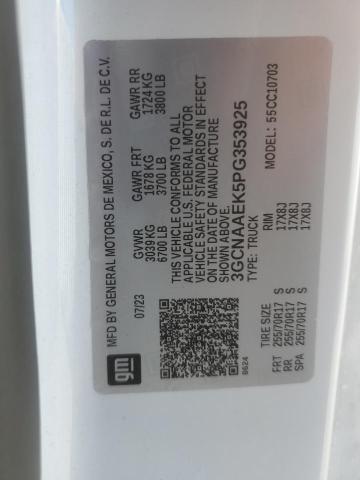 MFD BY GENERAL MOTORS DE MEXICO, S. DE R.L. DE C.V.
07/23
GVWR GAWR FRT GAWR RR
3039 KG 1678 KG 1724 KG
6700 LB 3700 LB 3800 LB
THIS VEHICLE CONFORMS TO ALL
APPLICABLE U.S. FEDERAL MOTOR
VEHICLE SAFETY STANDARDS IN EFFECT
ON THE DATE OF MANUFACTURE
SHOWN ABOVE.
3GCNAAEK5PG353925
TYPE: TRUCK MODEL: 55CC10703
gm
8624
TIRE SIZE RIM
FRT 255/70R17 S 17X8J
RR 255/70R17 S 17X8J
SPA 255/70R17 S 17X8J